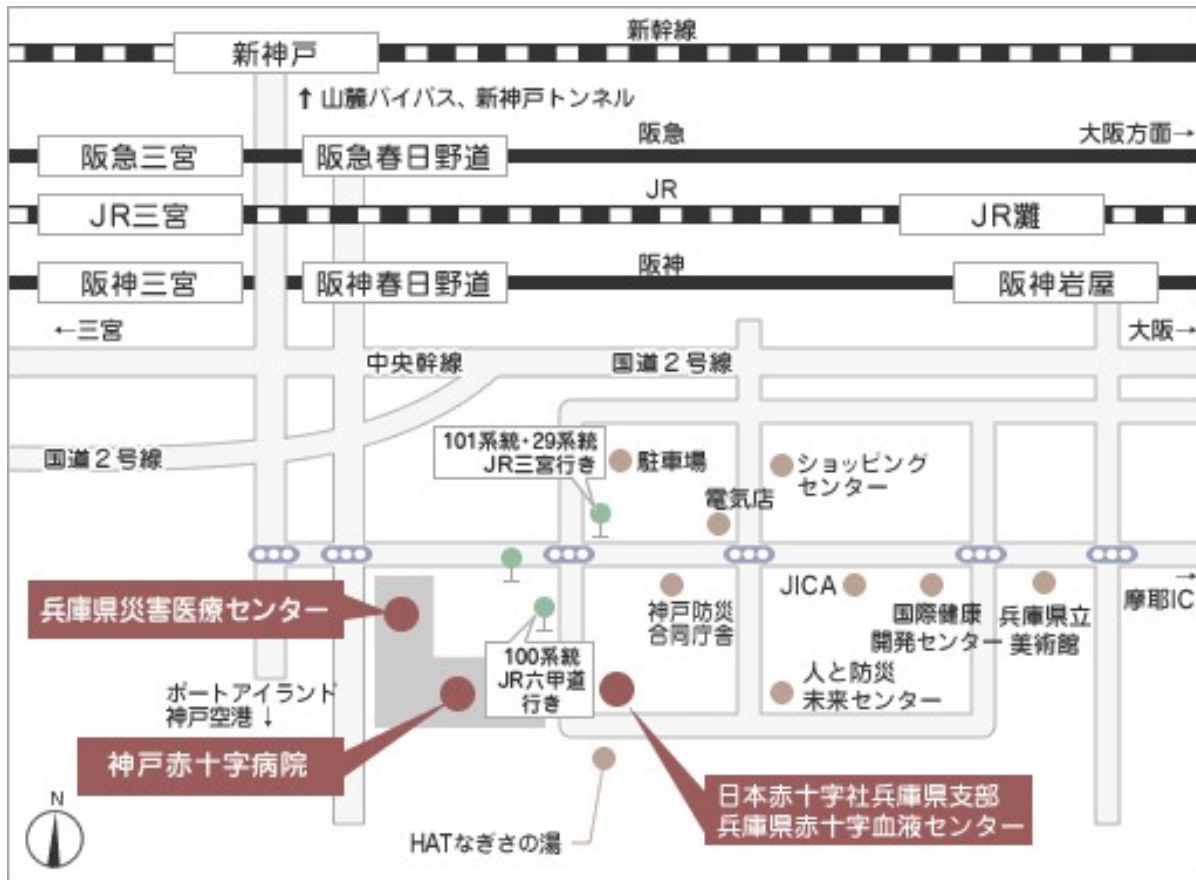 新幹線
新神戸
↑ 山麓バイパス、新神戸トンネル
阪急
大阪方面→
阪急三宮
阪急春日野道
JR
JR三宮
JR灘
阪神
阪神三宮
阪神春日野道
阪神岩屋
←三宮
大阪→
中央幹線
国道2号線
国道2号線
101系統・29系統
JR三宮行き
駐車場
ショッピング
センター
電気店
兵庫県災害医療センター
神戸防災
合同庁舎
JICA
国際健康
開発センター
兵庫県立
美術館
→
摩耶IC
100系統
JR六甲道
行き
人と防災
未来センター
ポートアイランド
神戸空港 ↓
神戸赤十字病院
日本赤十字社兵庫県支部
兵庫県赤十字血液センター
HATなぎさの湯
N